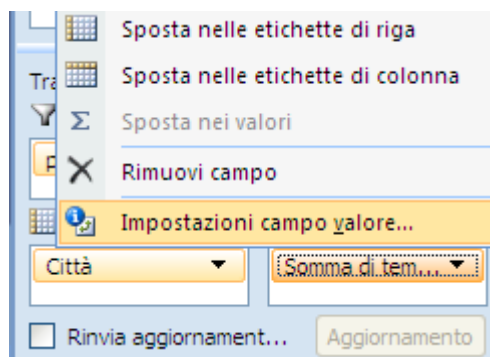 Sposta nelle etichette di riga
Sposta nelle etichette di colonna
Σ Sposta nei valori
Rimuovi campo
Impostazioni campo valore...
Città
Somma di tem...
Rinvia aggiornament...
Aggiornamento